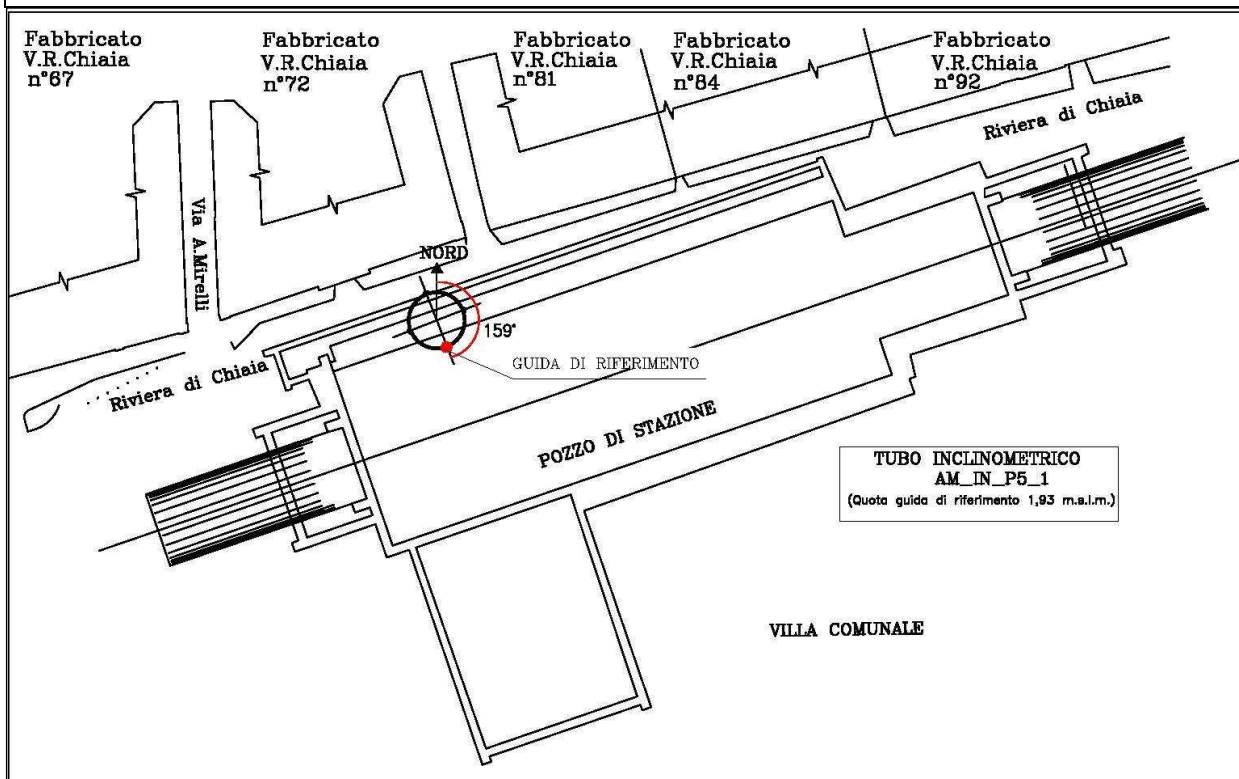 Fabbricato
V.R.Chiaia
n°67
Fabbricato
V.R.Chiaia
n°72
Fabbricato
V.R.Chiaia
n°81
Fabbricato
V.R.Chiaia
n°84
Fabbricato
V.R.Chiaia
n°92
Riviera di Chiaia
Via A.Mirelli
NORD
159°
GUIDA DI RIFERIMENTO
Riviera di Chiaia
POZZO DI STAZIONE
TUBO INCLINOMETRICO
AM_IN_P5_1
(Quota guida di riferimento 1,93 m.s.l.m.)
VILLA COMUNALE